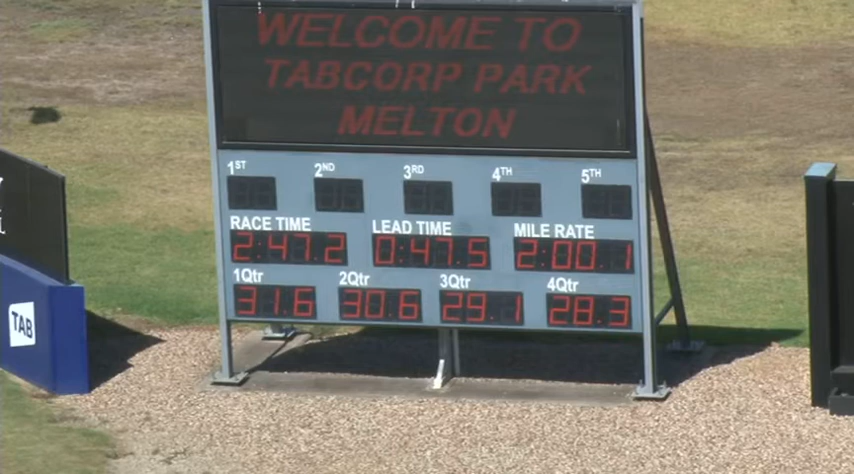 WELCOME TO
TABCORP PARK
MELTON
1ST 2ND 3RD 4TH 5TH
RACE TIME LEAD TIME MILE RATE
2:47.2 0:47.5 2:00.1
1Qtr 2Qtr 3Qtr 4Qtr
31.6 30.6 29.1 28.3
TAB